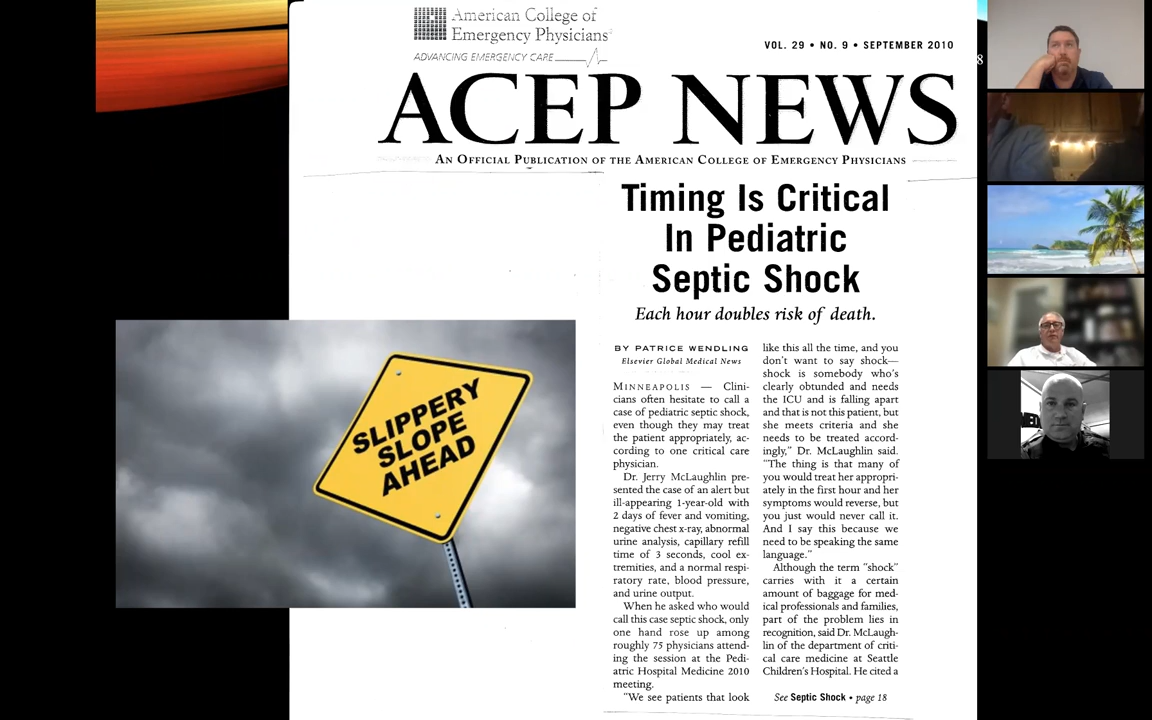 American College of
Emergency Physicians®
ADVANCING EMERGENCY CARE
VOL. 29 • NO. 9 • SEPTEMBER 2010
8
ACEP NEWS
AN OFFICIAL PUBLICATION OF THE AMERICAN COLLEGE OF EMERGENCY PHYSICIANS
Timing Is Critical
In Pediatric
Septic Shock
Each hour doubles risk of death.
BY PATRICE WENDLING
Elsevier Global Medical News
MINNEAPOLIS — Clini-
cians often hesitate to call a
case of pediatric septic shock,
even though they may treat
the patient appropriately, ac-
cording to one critical care
physician.
Dr. Jerry McLaughlin pre-
sented the case of an alert but
ill-appearing 1-year-old with
2 days of fever and vomiting,
negative chest x-ray, abnormal
urine analysis, capillary refill
time of 3 seconds, cool ex-
tremities, and a normal respi-
ratory rate, blood pressure,
and urine output.
When he asked who would
call this case septic shock, only
one hand rose up among
roughly 75 physicians attend-
ing the session at the Pedi-
atric Hospital Medicine 2010
meeting.
"We see patients that look
like this all the time, and you
don't want to say shock—
shock is somebody who's
clearly obtunded and needs
the ICU and is falling apart
and that is not this patient, but
she meets criteria and she
needs to be treated accord-
ingly," Dr. McLaughlin said.
"The thing is that many of
you would treat her appropri-
ately in the first hour and her
symptoms would reverse, but
you just would never call it.
And I say this because we
need to be speaking the same
language."
Although the term "shock"
carries with it a certain
amount of baggage for med-
ical professionals and families,
part of the problem lies in
recognition, said Dr. McLaugh-
lin of the department of criti-
cal care medicine at Seattle
Children's Hospital. He cited a
See Septic Shock • page 18
SLIPPERY
SLOPE
AHEAD